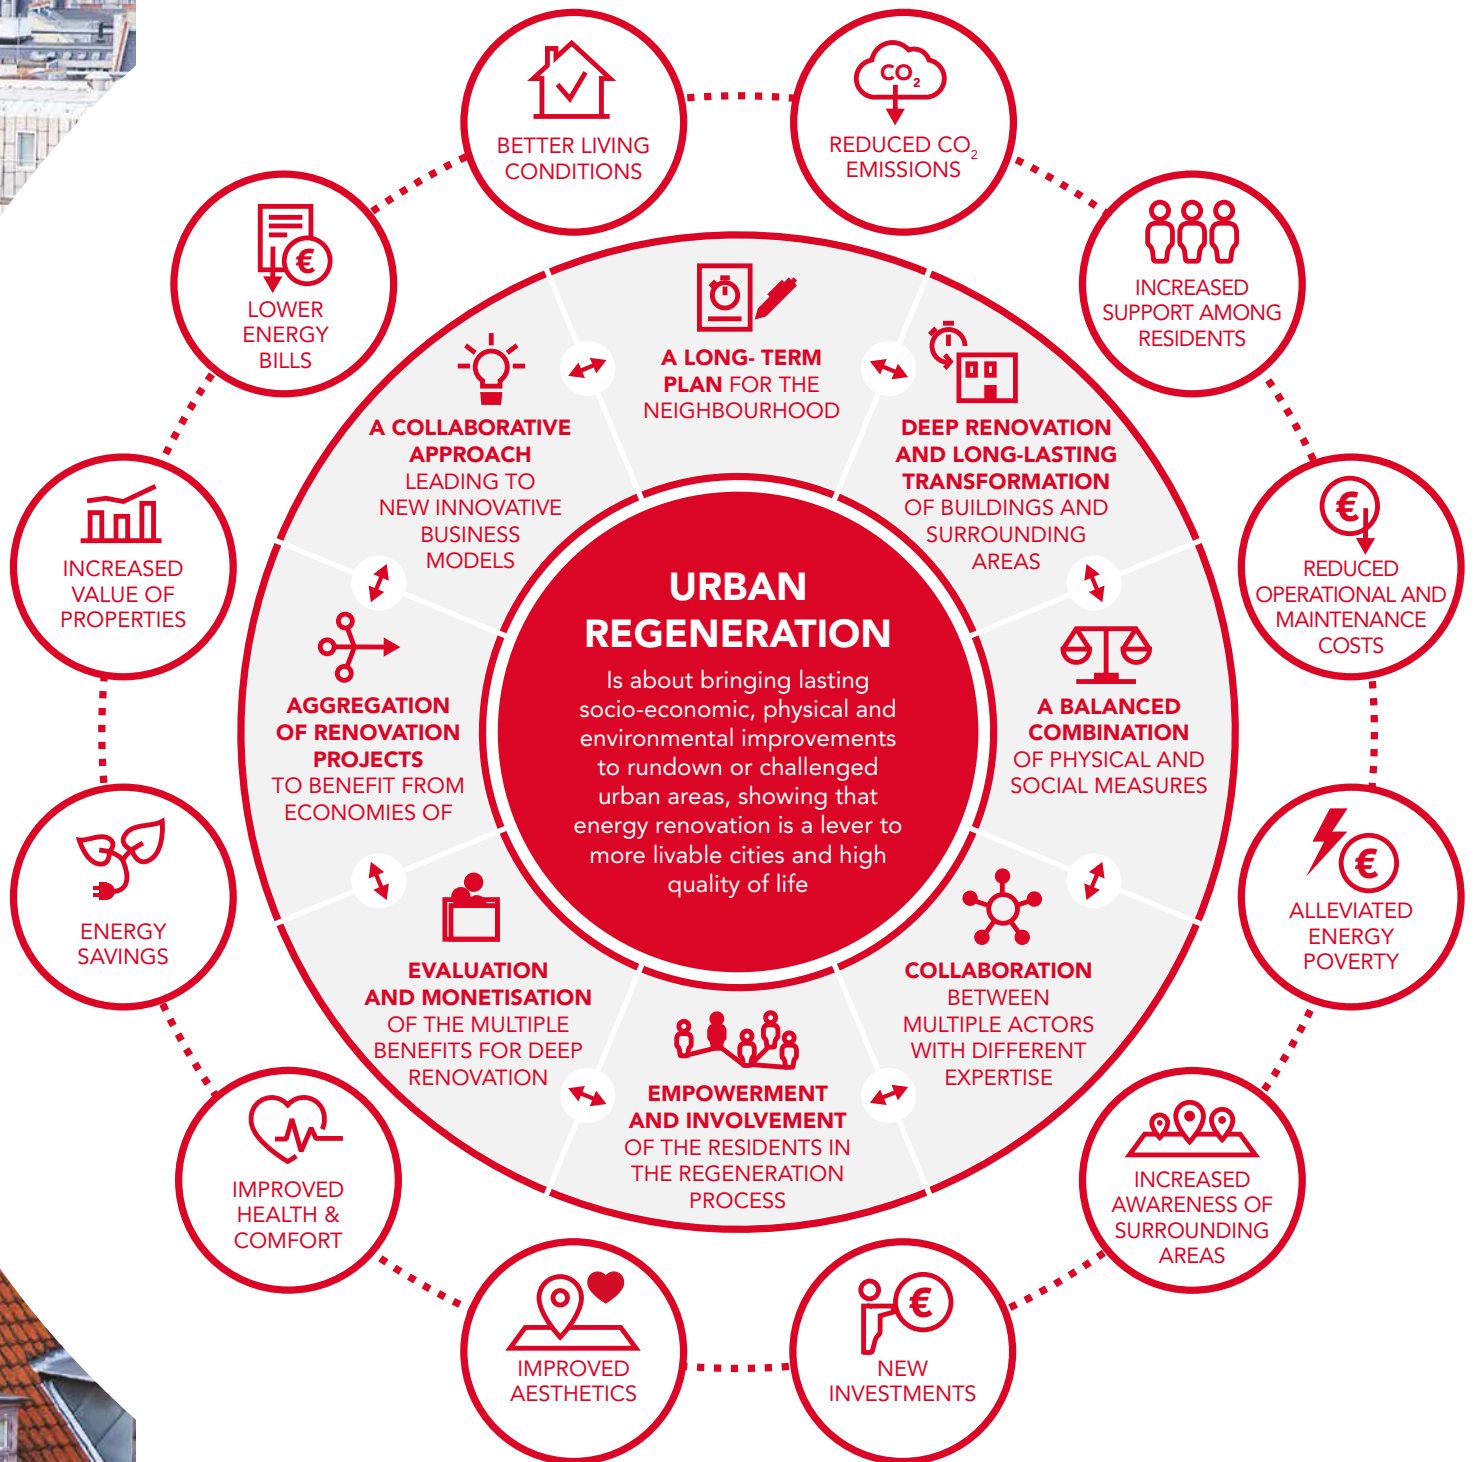 BETTER LIVING
CONDITIONS
CO2
REDUCED CO2
EMISSIONS
INCREASED
SUPPORT AMONG
RESIDENTS
€
REDUCED
OPERATIONAL AND
MAINTENANCE
COSTS
€
ALLEVIATED
ENERGY
POVERTY
INCREASED
AWARENESS OF
SURROUNDING
AREAS
€
NEW
INVESTMENTS
IMPROVED
AESTHETICS
IMPROVED
HEALTH &
COMFORT
ENERGY
SAVINGS
INCREASED
VALUE OF
PROPERTIES
€
LOWER
ENERGY
BILLS
A LONG- TERM
PLAN FOR THE
NEIGHBOURHOOD
DEEP RENOVATION
AND LONG-LASTING
TRANSFORMATION
OF BUILDINGS AND
SURROUNDING
AREAS
A BALANCED
COMBINATION
OF PHYSICAL AND
SOCIAL MEASURES
COLLABORATION
BETWEEN
MULTIPLE ACTORS
WITH DIFFERENT
EXPERTISE
EMPOWERMENT
AND INVOLVEMENT
OF THE RESIDENTS IN
THE REGENERATION
PROCESS
EVALUATION
AND MONETISATION
OF THE MULTIPLE
BENEFITS FOR DEEP
RENOVATION
AGGREGATION
OF RENOVATION
PROJECTS
TO BENEFIT FROM
ECONOMIES OF
A COLLABORATIVE
APPROACH
LEADING TO
NEW INNOVATIVE
BUSINESS
MODELS
URBAN
REGENERATION
Is about bringing lasting
socio-economic, physical and
environmental improvements
to rundown or challenged
urban areas, showing that
energy renovation is a lever to
more livable cities and high
quality of life